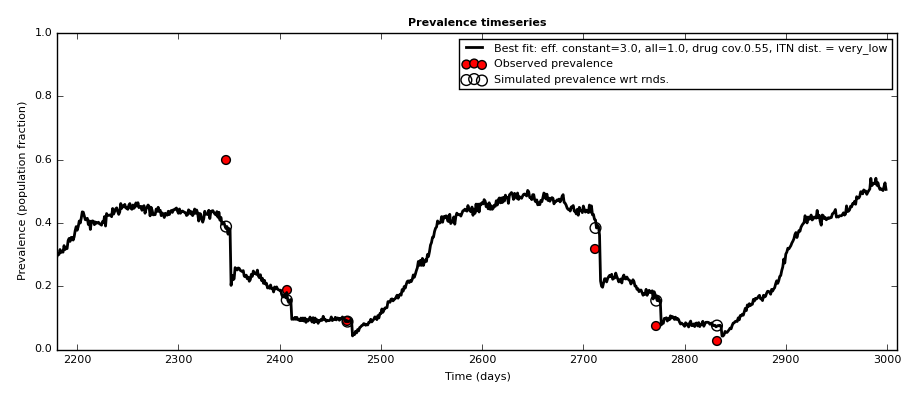 Prevalence timeseries
Best fit: eff. constant=3.0, all=1.0, drug cov.0.55, ITN dist. = very_low
Observed prevalence
Simulated prevalence wrt rnds.
Prevalence (population fraction)
1.0
0.8
0.6
0.4
0.2
0.0
2200 2300 2400 2500 2600 2700 2800 2900 3000
Time (days)